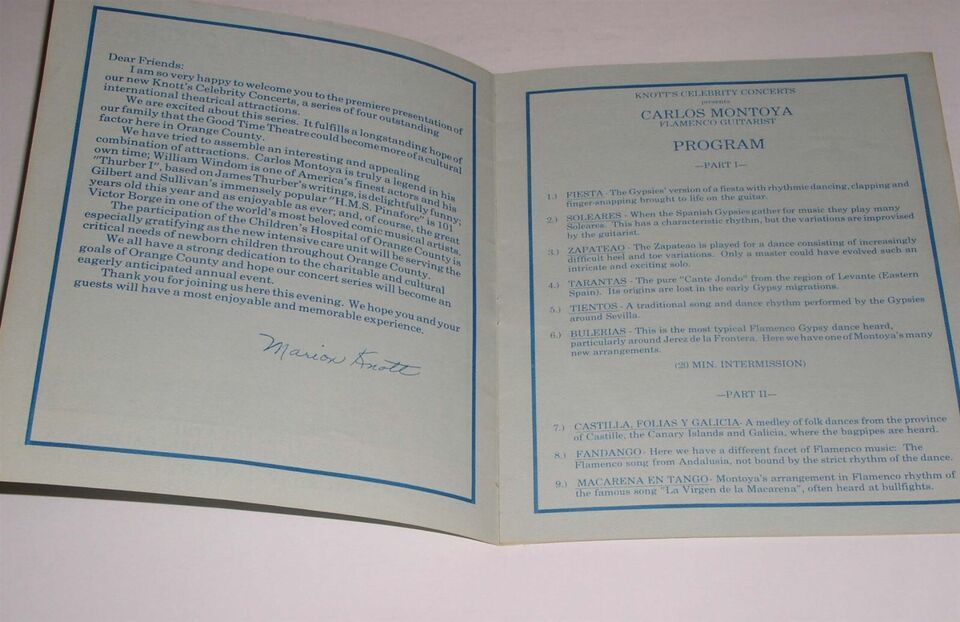 Dear Friends:
I am so very happy to welcome you to the premiere presentation of
our new Knott's Celebrity Concerts, a series of four outstanding
international theatrical attractions.
We are excited about this series. It fulfills a longstanding hope of
our family that the Good Time Theatre could become more of a cultural
factor here in Orange County.
We have tried to assemble an interesting and appealing
combination of attractions. Carlos Montoya is truly a legend in his
own time; William Windom is one of America's finest actors and his
"Thurber I", based on James Thurber's writings, is delightfully funny;
Gilbert and Sullivan's immensely popular "H.M.S. Pinafore" is 101
years old this year and as enjoyable as ever; and, of course, the great
Victor Borge in one of the world's most beloved comic musical artists.
The participation of the Children's Hospital of Orange County is
especially gratifying as the new intensive care unit will be serving the
critical needs of newborn children throughout Orange County.
We all have a strong dedication to the charitable and cultural
goals of Orange County and hope our concert series will become an
eagerly anticipated annual event.
Thank you for joining us here this evening. We hope you and your
guests will have a most enjoyable and memorable experience.
Marion Knott
KNOTT'S CELEBRITY CONCERTS
presents
CARLOS MONTOYA
FLAMENCO GUITARIST
PROGRAM
—PART I—
1.) FIESTA - The Gypsies' version of a fiesta with rhythmic dancing, clapping and
finger-snapping brought to life on the guitar.
2.) SOLEARES - When the Spanish Gypsies gather for music they play many
Soleares. This has a characteristic rhythm, but the variations are improvised
by the guitarist.
3.) ZAPATEAO - The Zapateao is played for a dance consisting of increasingly
difficult heel and toe variations. Only a master could have evolved such an
intricate and exciting solo.
4.) TARANTAS - The pure "Cante Jondo" from the region of Levante (Eastern
Spain). Its origins are lost in the early Gypsy migrations.
5.) TIENTOS - A traditional song and dance rhythm performed by the Gypsies
around Sevilla.
6.) BULERIAS - This is the most typical Flamenco Gypsy dance heard,
particularly around Jerez de la Frontera. Here we have one of Montoya's many
new arrangements.
(20 MIN. INTERMISSION)
—PART II—
7.) CASTILLA, FOLIAS Y GALICIA- A medley of folk dances from the province
of Castille, the Canary Islands and Galicia, where the bagpipes are heard.
8.) FANDANGO - Here we have a different facet of Flamenco music: The
Flamenco song from Andalusia, not bound by the strict rhythm of the dance.
9.) MACARENA EN TANGO- Montoya's arrangement in Flamenco rhythm of
the famous song "La Virgen de la Macarena", often heard at bullfights.